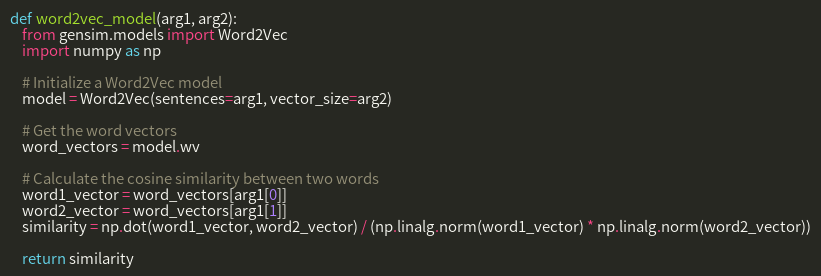 def word2vec_model(arg1, arg2):
    from gensim.models import Word2Vec
    import numpy as np

    # Initialize a Word2Vec model
    model = Word2Vec(sentences=arg1, vector_size=arg2)

    # Get the word vectors
    word_vectors = model.wv

    # Calculate the cosine similarity between two words
    word1_vector = word_vectors[arg1[0]]
    word2_vector = word_vectors[arg1[1]]
    similarity = np.dot(word1_vector, word2_vector) / (np.linalg.norm(word1_vector) * np.linalg.norm(word2_vector))

    return similarity